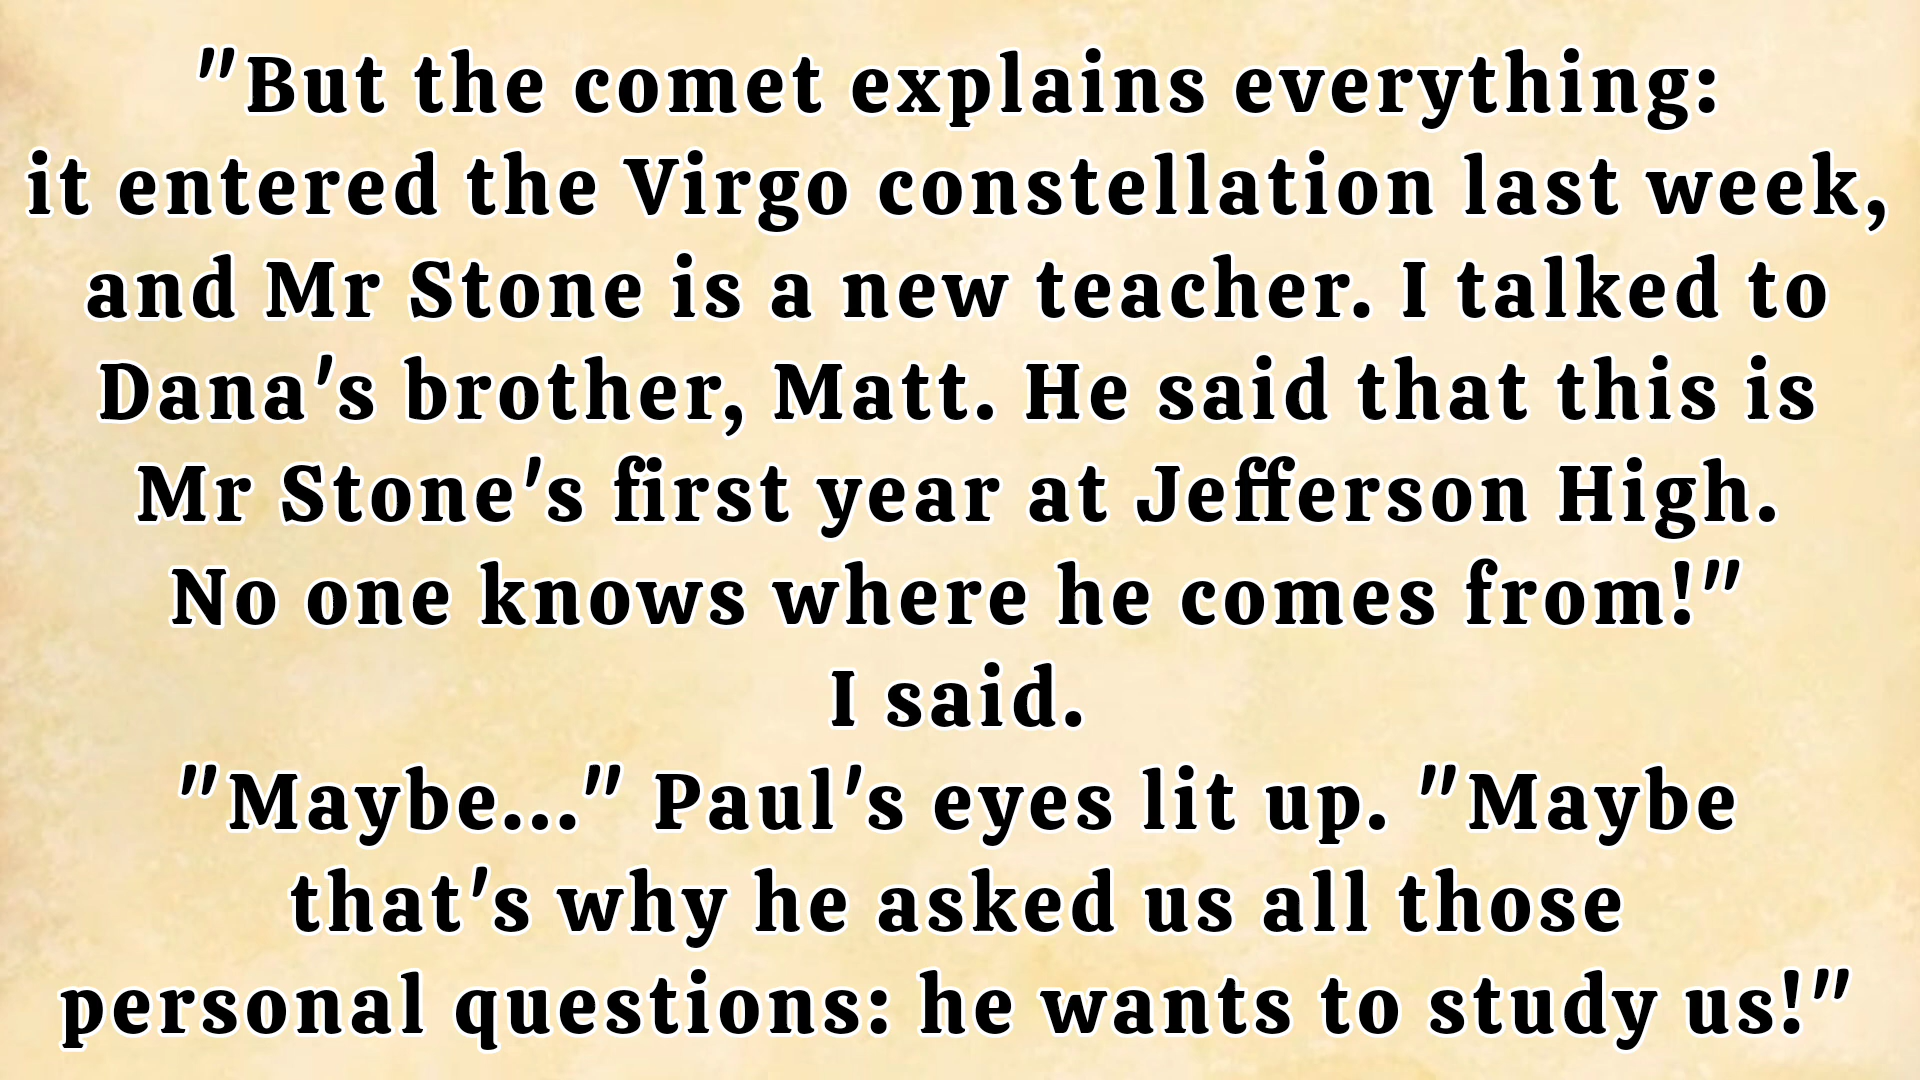 "But the comet explains everything:
it entered the Virgo constellation last week,
and Mr Stone is a new teacher. I talked to
Dana's brother, Matt. He said that this is
Mr Stone's first year at Jefferson High.
No one knows where he comes from!"
I said.
"Maybe..." Paul's eyes lit up. "Maybe
that's why he asked us all those
personal questions: he wants to study us!"